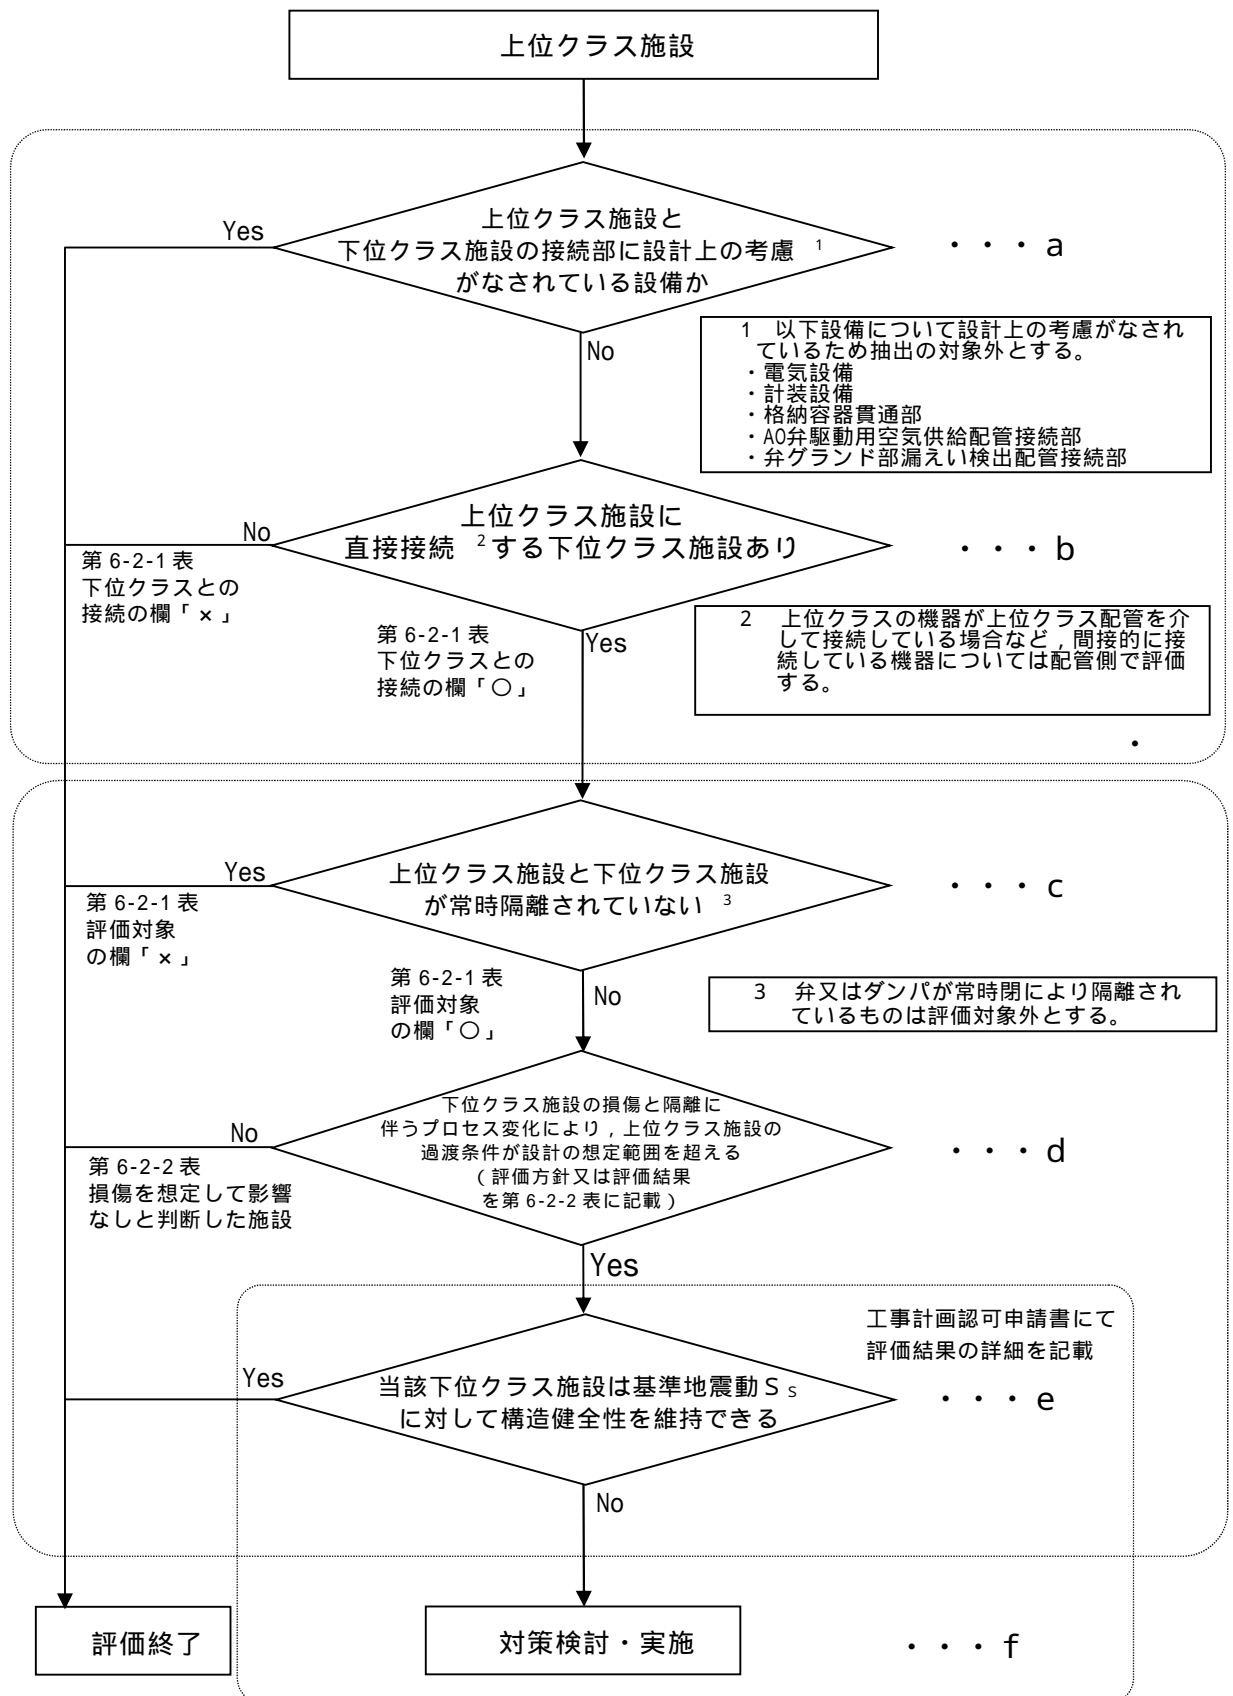 上位クラス施設
上位クラス施設と
下位クラス施設の接続部に設計上の考慮 1
がなされている設備か
Yes
・・・a
No
1 以下設備について設計上の考慮がなされ
ているため抽出の対象外とする。
・電気設備
・計装設備
・格納容器貫通部
・AO弁駆動用空気供給配管接続部
・弁グランド部漏えい検出配管接続部
上位クラス施設に
直接接続 2する下位クラス施設あり
No
・・・b
第 6-2-1 表
下位クラスとの
接続の欄「×」
第 6-2-1 表
下位クラスとの
接続の欄「〇」
Yes
2 上位クラスの機器が上位クラス配管を介
して接続している場合など,間接的に接
続している機器については配管側で評価
する。
・
上位クラス施設と下位クラス施設
が常時隔離されていない 3
Yes
・・・c
第 6-2-1 表
評価対象
の欄「×」
第 6-2-1 表
評価対象
の欄「〇」
No
3 弁又はダンパが常時閉により隔離され
ているものは評価対象外とする。
下位クラス施設の損傷と隔離に
伴うプロセス変化により,上位クラス施設の
過渡条件が設計の想定範囲を超える
(評価方針又は評価結果
を第 6-2-2 表に記載)
No
・・・d
第 6-2-2 表
損傷を想定して影響
なしと判断した施設
Yes
工事計画認可申請書にて
評価結果の詳細を記載
当該下位クラス施設は基準地震動Ss
に対して構造健全性を維持できる
Yes
・・・e
No
評価終了
対策検討・実施
・・・f